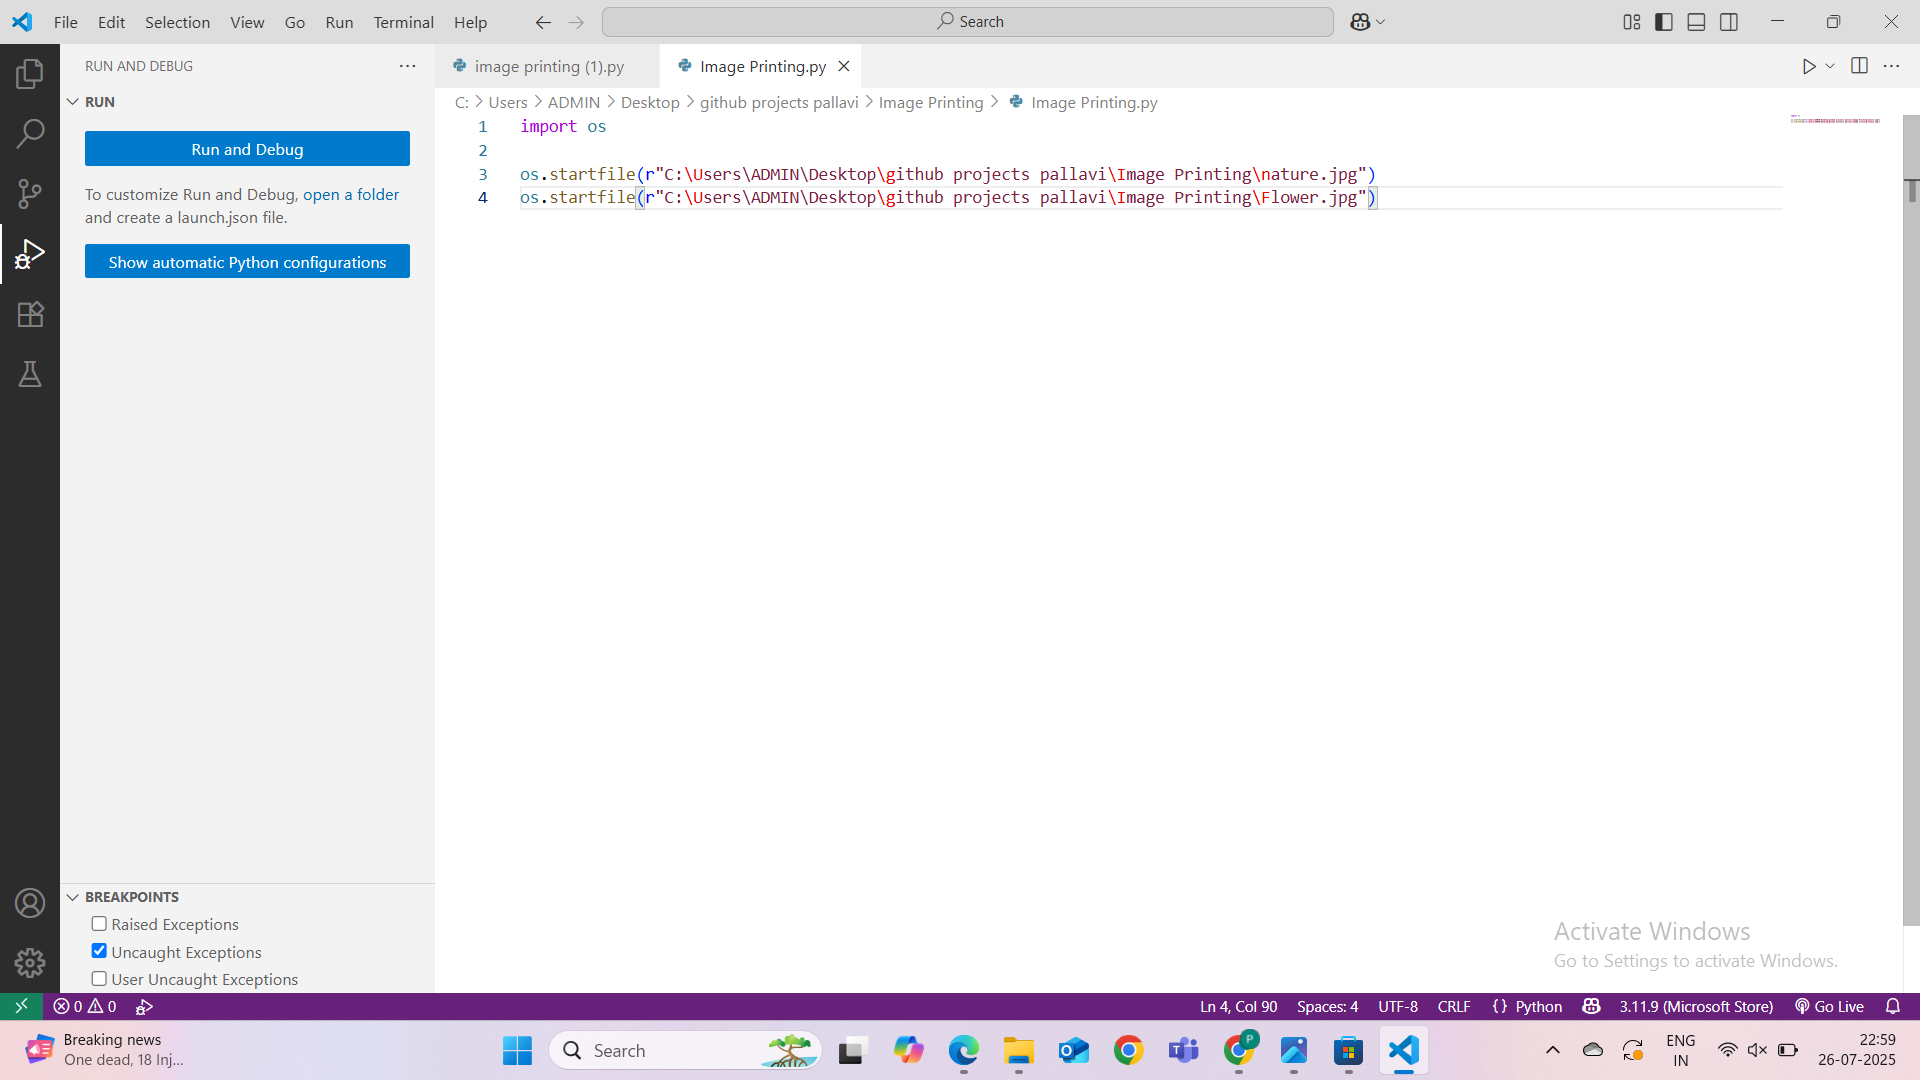 File Edit Selection View Go Run Terminal Help
Search
RUN AND DEBUG
image printing (1).py
Image Printing.py
RUN
C: > Users > ADMIN > Desktop > github projects pallavi > Image Printing > Image Printing.py
Run and Debug
To customize Run and Debug, open a folder
and create a launch.json file.
Show automatic Python configurations
1 import os
2
3 os.startfile(r"C:\Users\ADMIN\Desktop\github projects pallavi\Image Printing\nature.jpg")
4 os.startfile(r"C:\Users\ADMIN\Desktop\github projects pallavi\Image Printing\Flower.jpg")
BREAKPOINTS
Raised Exceptions
Uncaught Exceptions
User Uncaught Exceptions
Activate Windows
Go to Settings to activate Windows.
0 0
Ln 4, Col 90 Spaces: 4 UTF-8 CRLF {} Python 3.11.9 (Microsoft Store) Go Live
Breaking news
One dead, 18 Inj...
Search
P
ENG
IN
22:59
26-07-2025